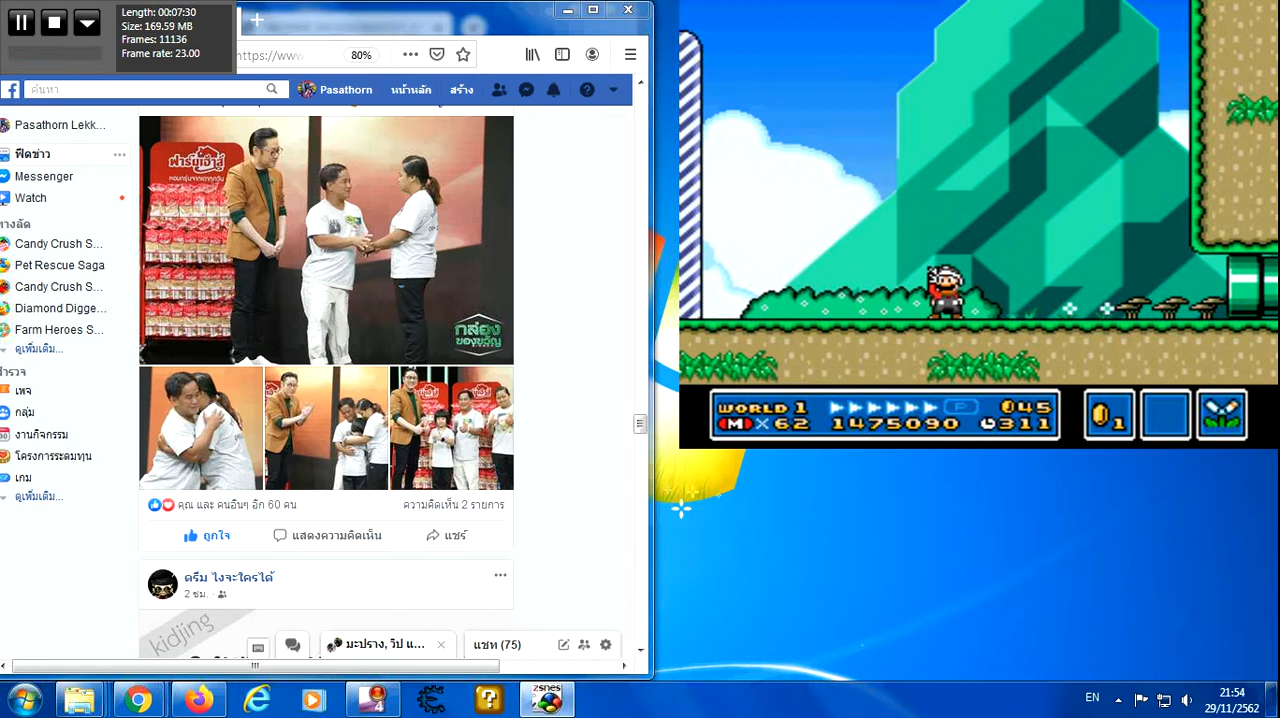 Length: 00:07:30
Size: 169.59 MB
Frames: 11136
Frame rate: 23.00
https://www
80%
ค้นหา
Pasathorn
หน้าหลัก
สร้าง
Pasathorn Lekk...
ฟีดข่าว
Messenger
Watch
ทางลัด
Candy Crush S...
Pet Rescue Saga
Candy Crush S...
Diamond Digge...
Farm Heroes S...
ดูเพิ่มเติม...
สำรวจ
เพจ
กลุ่ม
งานกิจกรรม
โครงการระดมทุน
เกม
ดูเพิ่มเติม...
กล่อง
ของขวัญ
คุณ และ คนอื่นๆ อีก 60 คน
ความคิดเห็น 2 รายการ
ถูกใจ
แสดงความคิดเห็น
แชร์
ดรีม ไงจะใครได้
2 ชม.
kidjing
มะปราง, วิป แ...
แชท (75)
WORLD 1
P
045
M x 62
1475090
311
1
4
zsnes
EN
21:54
29/11/2562